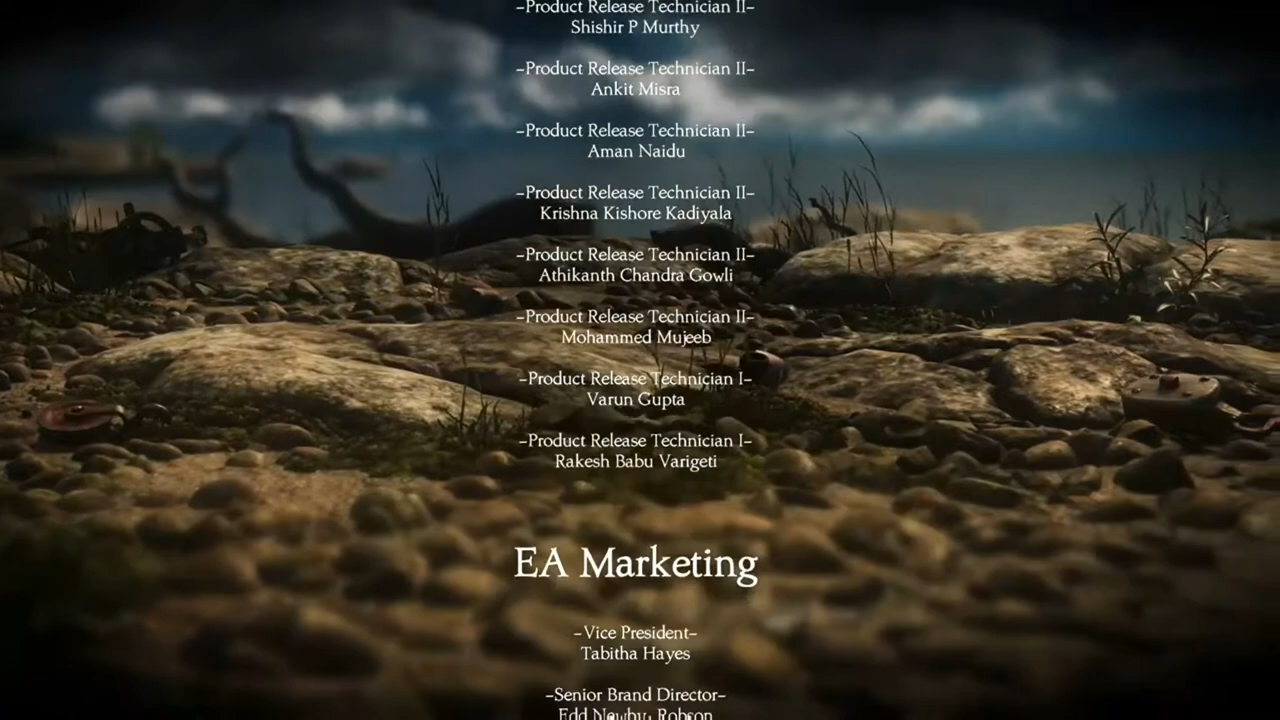 -Product Release Technician II-
Shishir P Murthy
-Product Release Technician II-
Ankit Misra
-Product Release Technician II-
Aman Naidu
-Product Release Technician II-
Krishna Kishore Kadiyala
-Product Release Technician II-
Athikanth Chandra Gowli
-Product Release Technician II-
Mohammed Mujeeb
-Product Release Technician I-
Varun Gupta
-Product Release Technician I-
Rakesh Babu Varigeti
EA Marketing
-Vice President-
Tabitha Hayes
-Senior Brand Director-
Edd Newby-Robson